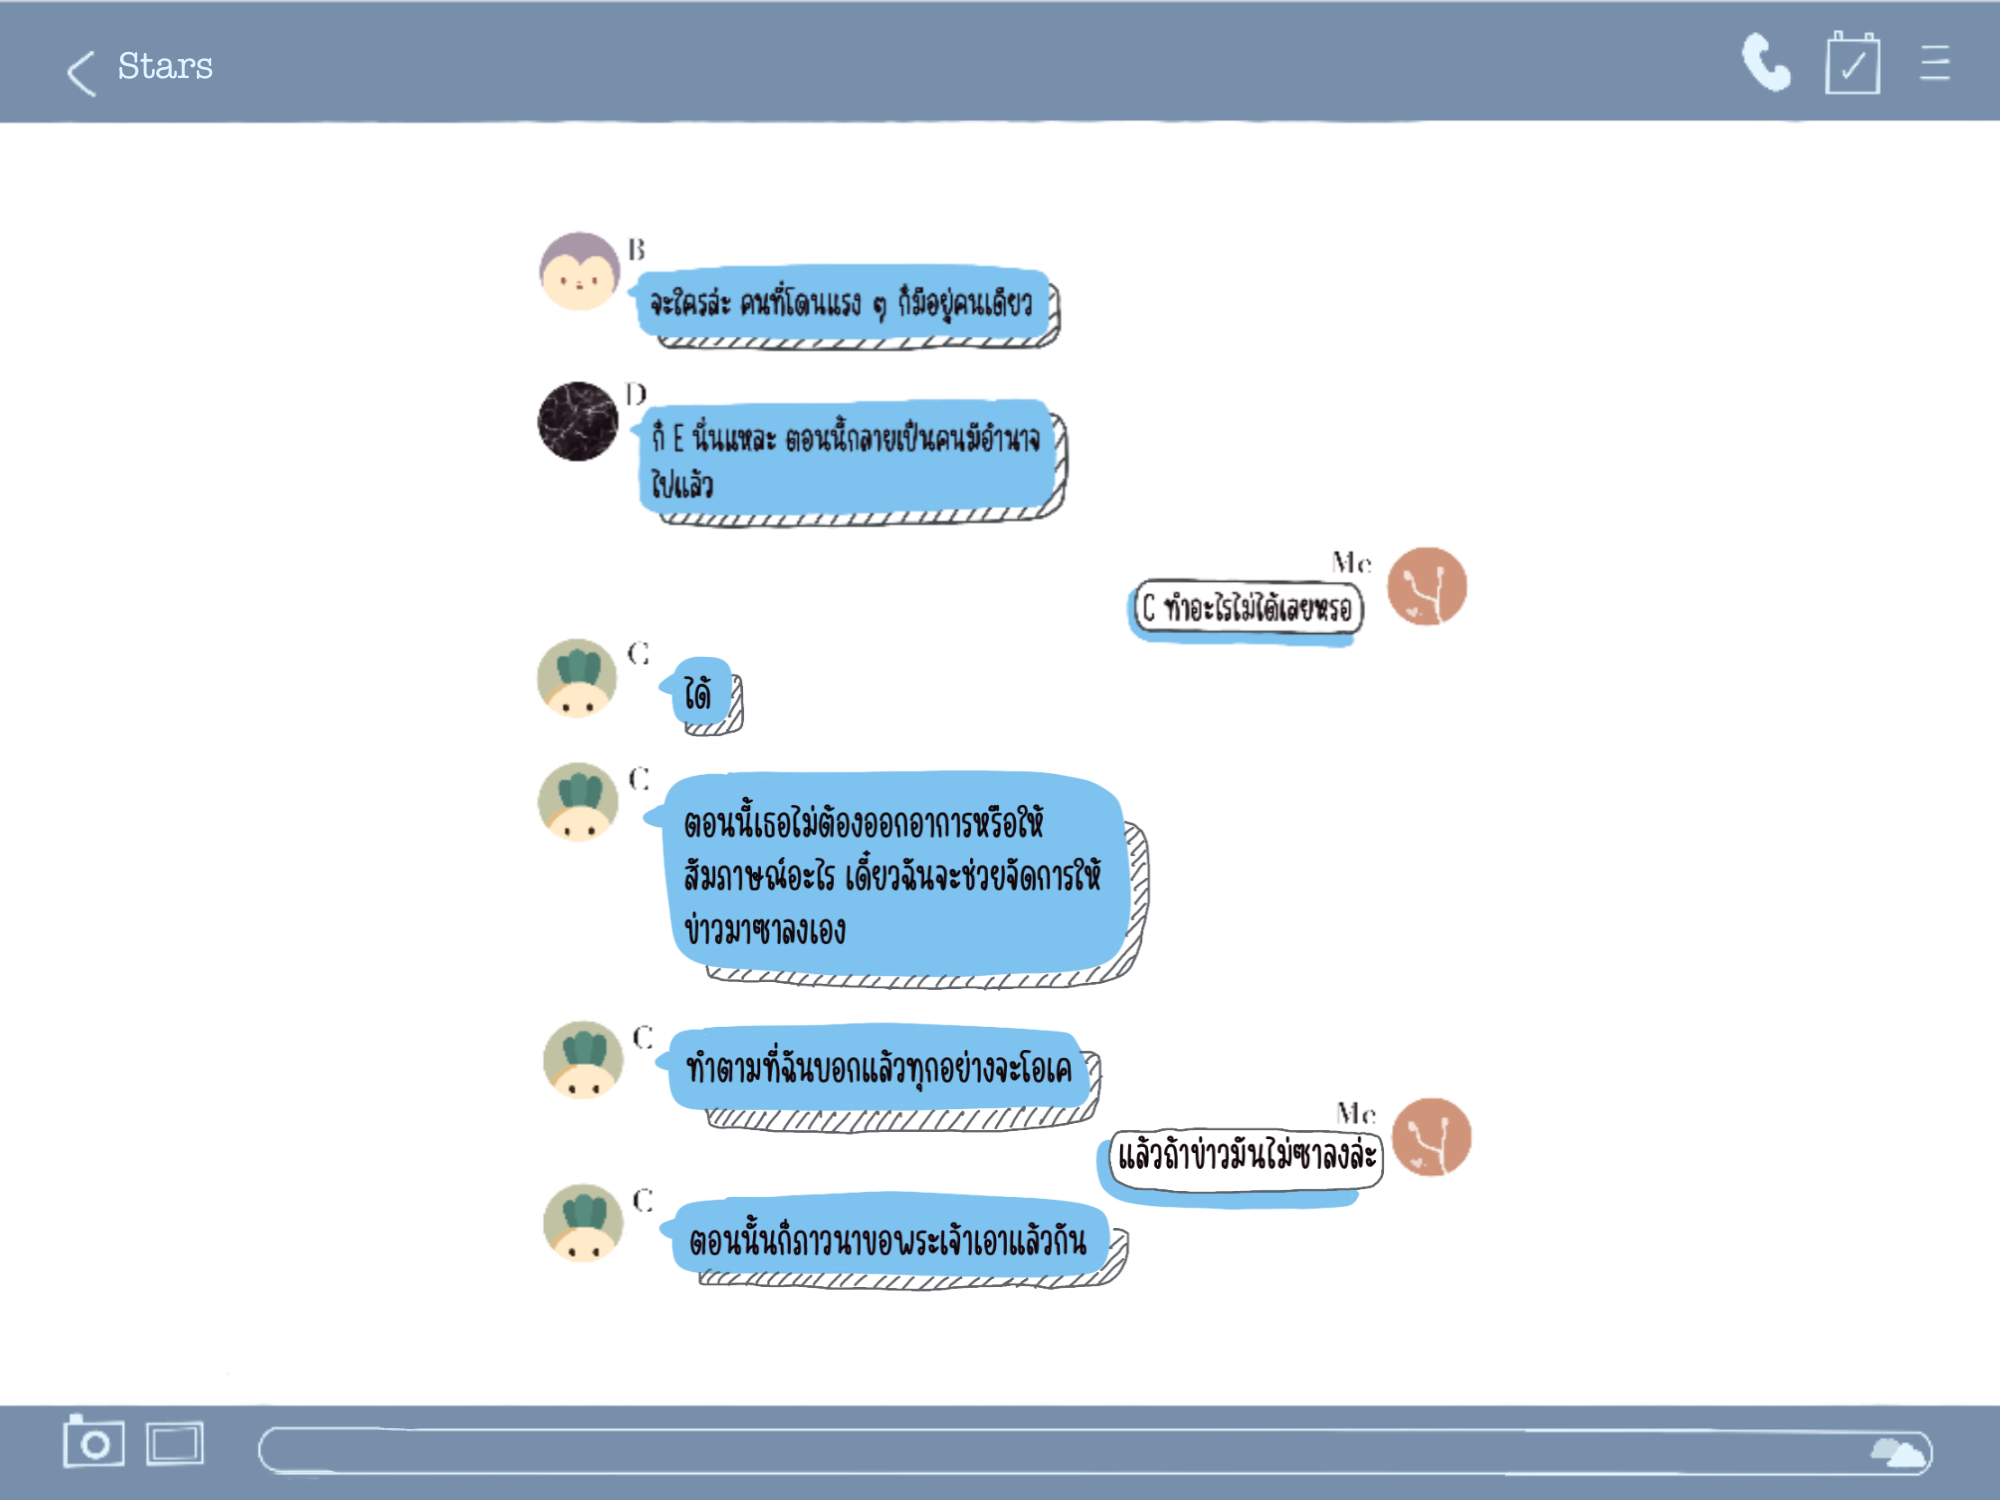 Stars
B
จะใครล่ะ คนที่โดนแรง ๆ ก็มีอยู่คนเดียว
D
ก็ E นั่นแหละ ตอนนี้กลายเป็นคนมีอำนาจ
ไปแล้ว
Me
C ทำอะไรไม่ได้เลยหรอ
C
ได้
C
ตอนนี้เธอไม่ต้องออกอาการหรือให้
สัมภาษณ์อะไร เดี๋ยวฉันจะช่วยจัดการให้
ข่าวมาซาลงเอง
C
ทำตามที่ฉันบอกแล้วทุกอย่างจะโอเค
Me
แล้วถ้าข่าวมันไม่ซาลงล่ะ
C
ตอนนั้นก็ภาวนาขอพระเจ้าเอาแล้วกัน